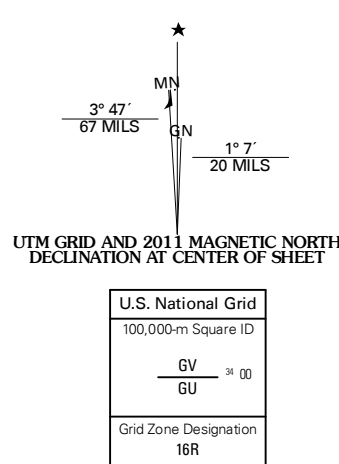 ★
MN
3° 47´
67 MILS
GN
1° 7´
20 MILS
UTM GRID AND 2011 MAGNETIC NORTH
DECLINATION AT CENTER OF SHEET
U.S. National Grid
100,000-m Square ID
GV
GU
34 00
Grid Zone Designation
16R